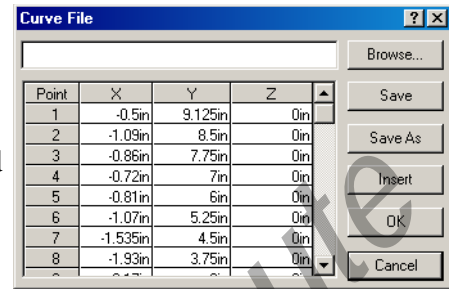 Curve File
Browse...
Point X Y Z
1 -0.5in 9.125in 0in
2 -1.09in 8.5in 0in
3 -0.86in 7.75in 0in
4 -0.72in 7in 0in
5 -0.81in 6in 0in
6 -1.07in 5.25in 0in
7 -1.535in 4.5in 0in
8 -1.93in 3.75in 0in
Save
Save As
Insert
OK
Cancel